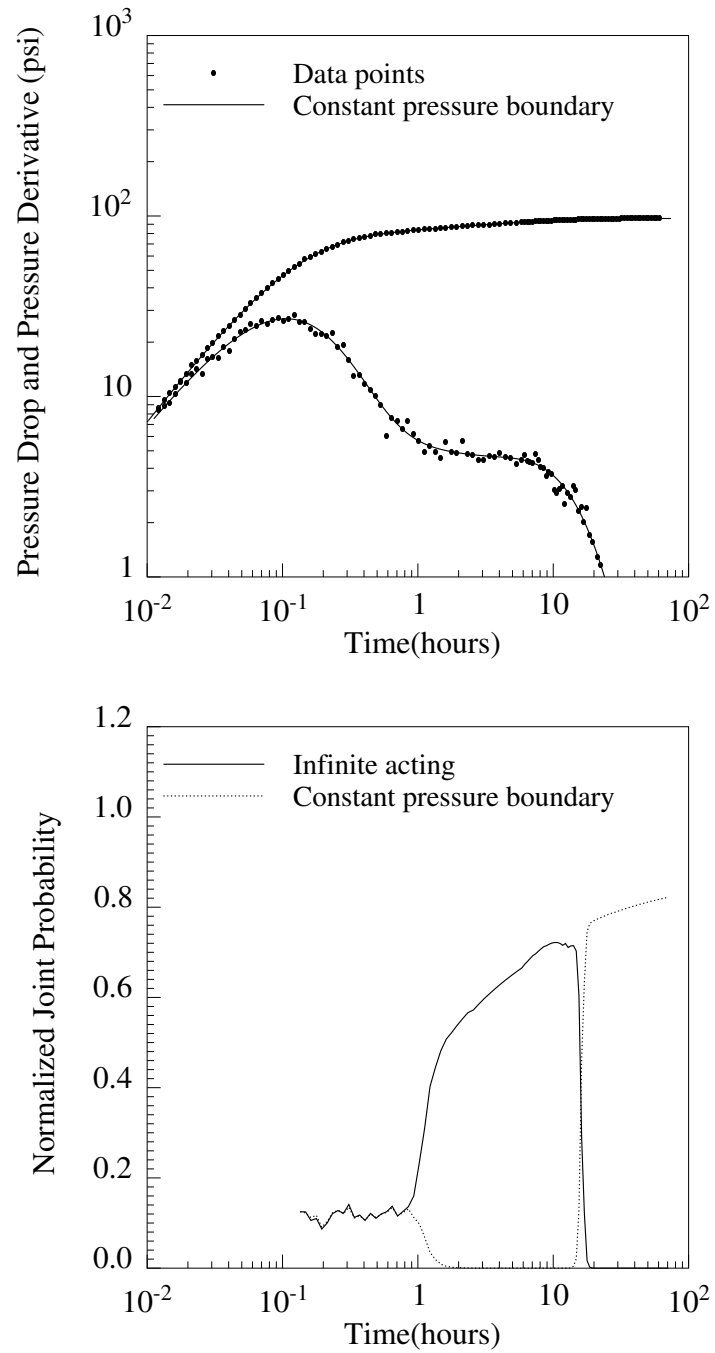 10³
Data points
Constant pressure boundary
10²
10
1
10⁻² 10⁻¹ 1 10 10²
Time(hours)
Pressure Drop and Pressure Derivative (psi)
1.2
Infinite acting
Constant pressure boundary
1.0
0.8
0.6
0.4
0.2
0.0
10⁻² 10⁻¹ 1 10 10²
Time(hours)
Normalized Joint Probability